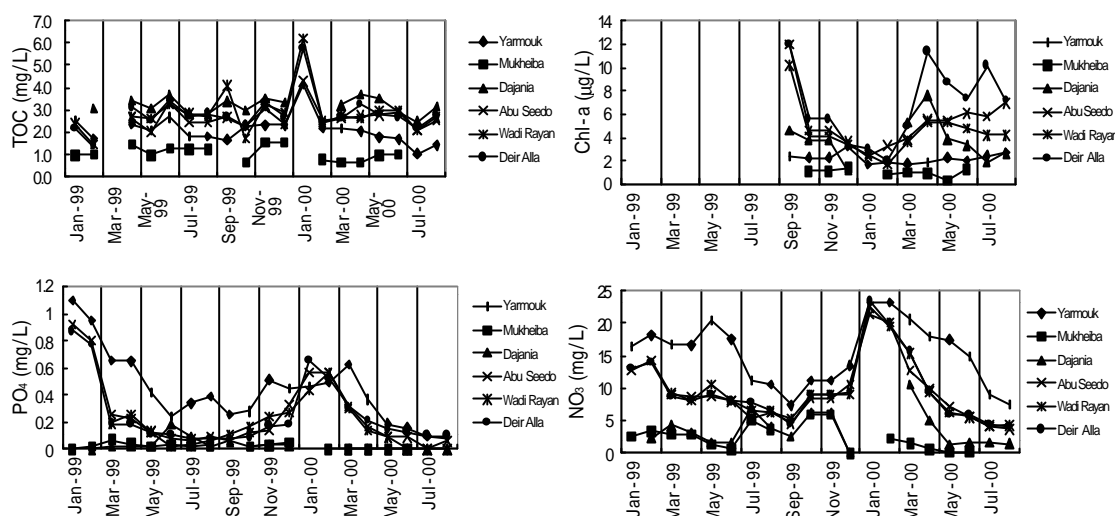 TOC (mg/L)
7.0
6.0
5.0
4.0
3.0
2.0
1.0
0.0
Jan-99
Mar-99
May-99
Jul-99
Sep-99
Nov-99
Jan-00
Mar-00
May-00
Jul-00
Yarmouk
Mukheiba
Dajania
Abu Seedo
Wadi Rayan
Deir Alla
Chl-a (µg/L)
14
12
10
8
6
4
2
0
Jan-99
Mar-99
May-99
Jul-99
Sep-99
Nov-99
Jan-00
Mar-00
May-00
Jul-00
Yarmouk
Mukheiba
Dajania
Abu Seedo
Wadi Rayan
Deir Alla
PO4 (mg/L)
1.2
1
0.8
0.6
0.4
0.2
0
Jan-99
Mar-99
May-99
Jul-99
Sep-99
Nov-99
Jan-00
Mar-00
May-00
Jul-00
Yarmouk
Mukheiba
Dajania
Abu Seedo
Wadi Rayan
Deir Alla
NO3 (mg/L)
25
20
15
10
5
0
Jan-99
Mar-99
May-99
Jul-99
Sep-99
Nov-99
Jan-00
Mar-00
May-00
Jul-00
Yarmouk
Mukheiba
Dajania
Abu Seedo
Wadi Rayan
Deir Alla